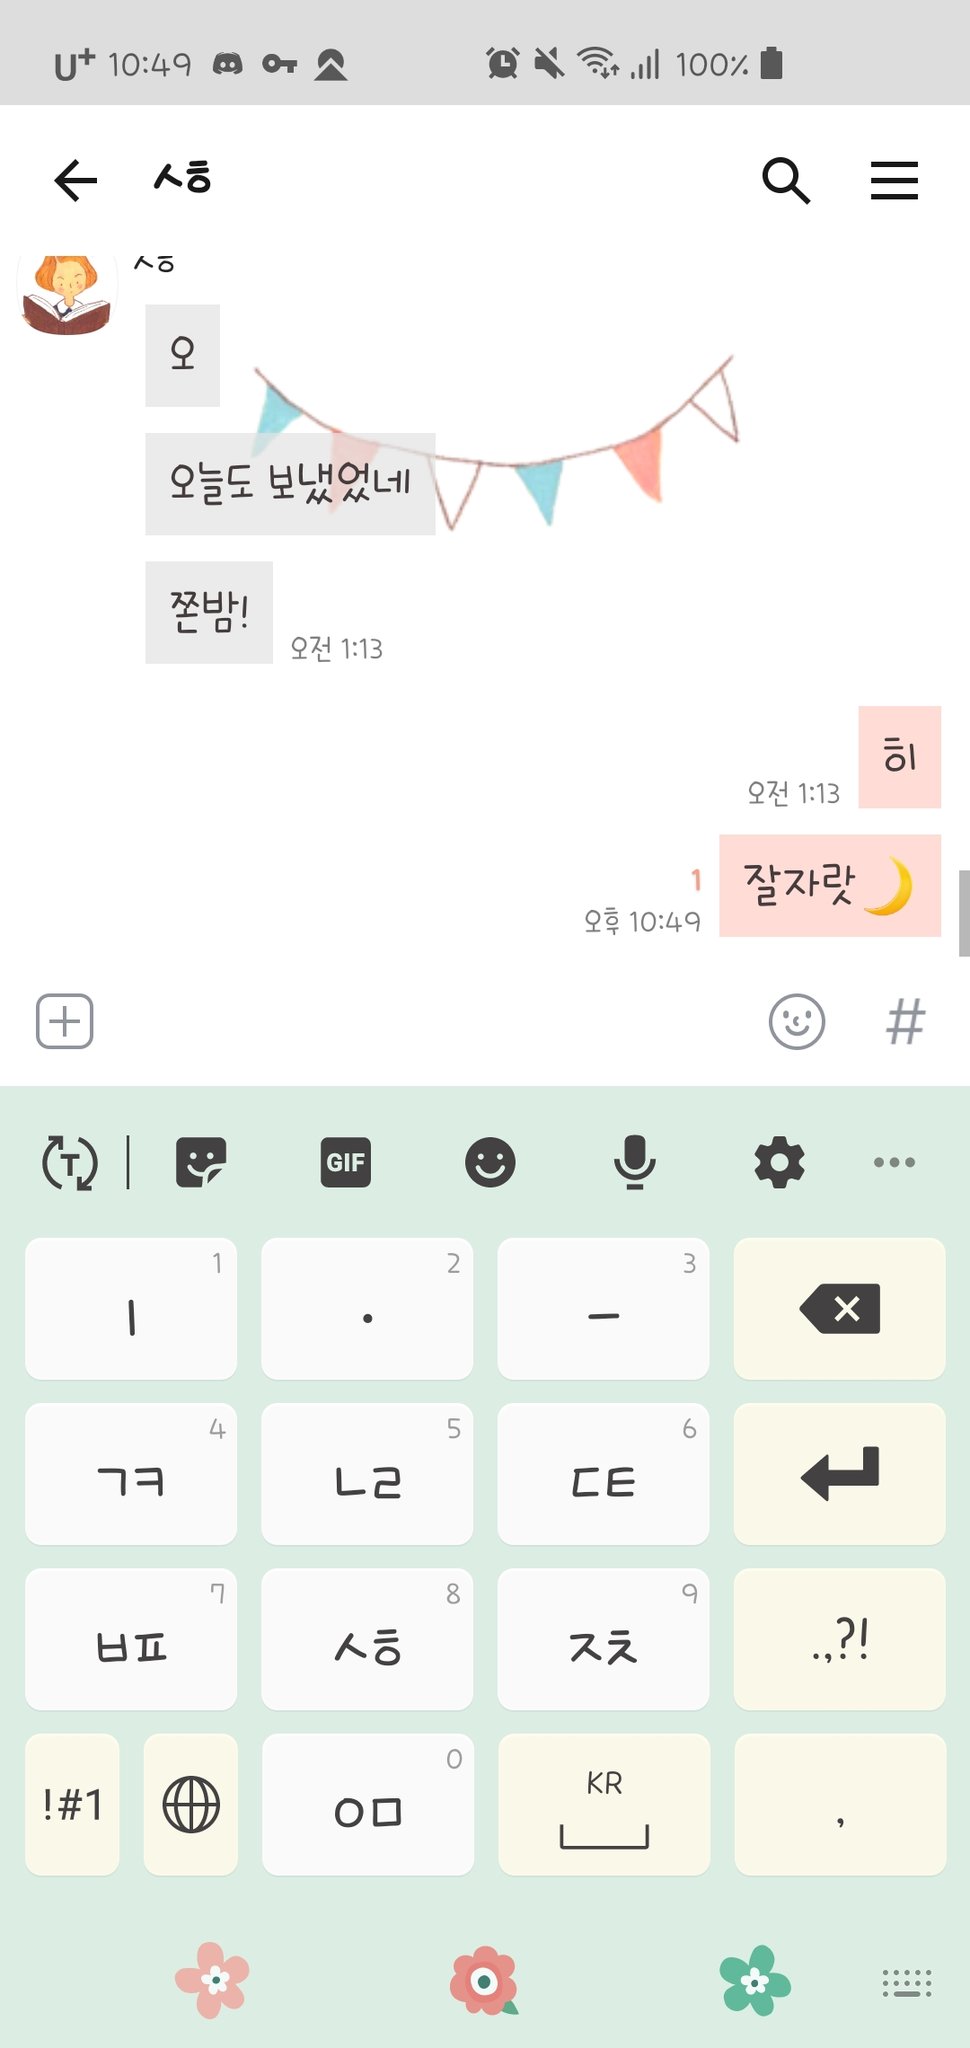 U+ 10:49 100%
ㅅㅎ
ㅅㅎ
오
오늘도 보냈었네
쫀밤!
오전 1:13
히
오전 1:13
잘자랏🌙
1
오후 10:49
#
T GIF
1 2 3
ㅣ · ㅡ
4 5 6
ㄱㅋ ㄴㄹ ㄷㅌ
7 8 9
ㅂㅍ ㅅㅎ ㅈㅊ .,?!
0
!#1 ㅇㅁ KR ,